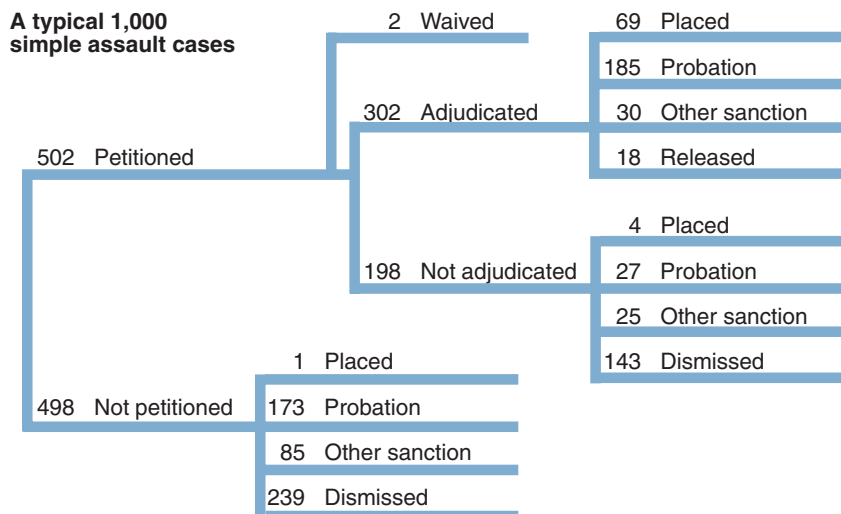 A typical 1,000
simple assault cases
2 Waived
69 Placed
185 Probation
302 Adjudicated
30 Other sanction
502 Petitioned
18 Released
4 Placed
198 Not adjudicated
27 Probation
25 Other sanction
143 Dismissed
1 Placed
498 Not petitioned
173 Probation
85 Other sanction
239 Dismissed